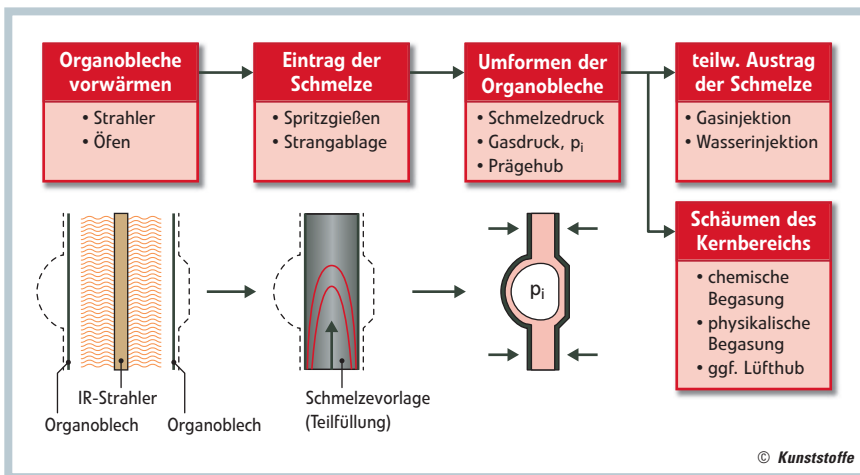 Organobleche
vorwärmen
• Strahler
• Öfen
Eintrag der
Schmelze
• Spritzgießen
• Strangablage
Umformen der
Organobleche
• Schmelzedruck
• Gasdruck, pi
• Prägehub
teilw. Austrag
der Schmelze
• Gasinjektion
• Wasserinjektion
Schäumen des
Kernbereichs
• chemische
Begasung
• physikalische
Begasung
• ggf. Lüfthub
pi
IR-Strahler
Organoblech
Organoblech
Schmelzevorlage
(Teilfüllung)
© Kunststoffe